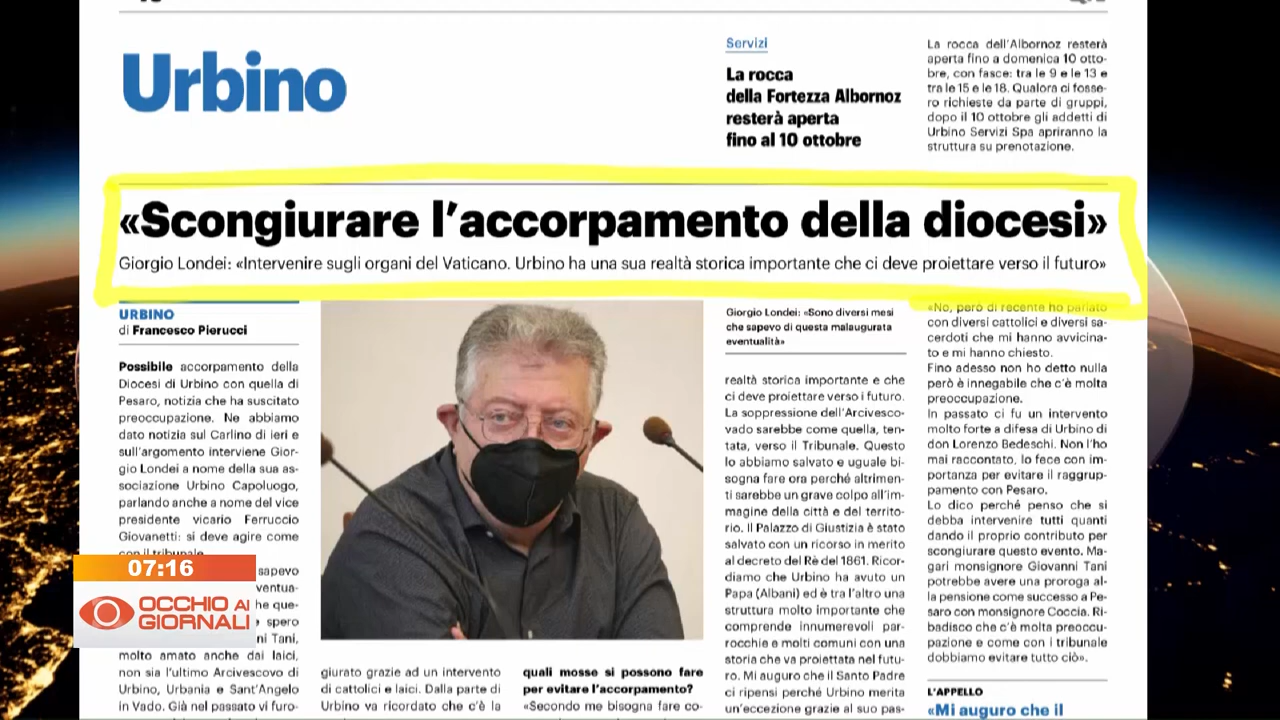 Urbino
Servizi
La rocca
della Fortezza Albornoz
resterà aperta
fino al 10 ottobre
La rocca dell'Albornoz resterà
aperta fino a domenica 10 otto-
bre, con fasce: tra le 9 e le 13 e
tra le 15 e le 18. Qualora ci fosse-
ro richieste da parte di gruppi,
dopo il 10 ottobre gli addetti di
Urbino Servizi Spa apriranno la
struttura su prenotazione.
«Scongiurare l'accorpamento della diocesi»
Giorgio Londei: «Intervenire sugli organi del Vaticano. Urbino ha una sua realtà storica importante che ci deve proiettare verso il futuro»
URBINO
di Francesco Pierucci
Possibile accorpamento della
Diocesi di Urbino con quella di
Pesaro, notizia che ha suscitato
preoccupazione. Ne abbiamo
dato notizia sul Carlino di ieri e
sull'argomento interviene Gior-
gio Londei a nome della sua as-
sociazione Urbino Capoluogo,
parlando anche a nome del vice
presidente vicario Ferruccio
Giovanetti: si deve agire come
con il tribunale.
sapevo
ventua-
he que-
spero
ni Tani,
molto amato anche dai laici,
non sia l'ultimo Arcivescovo di
Urbino, Urbania e Sant'Angelo
in Vado. Già nel passato vi furo-
giurato grazie ad un intervento
di cattolici e laici. Dalla parte di
Urbino va ricordato che c'è la
quali mosse si possono fare
per evitare l'accorpamento?
«Secondo me bisogna fare co-
Giorgio Londei: «Sono diversi mesi
che sapevo di questa malaugurata
eventualità»
realtà storica importante e che
ci deve proiettare verso i futuro.
La soppressione dell'Arcivesco-
vado sarebbe come quella, ten-
tata, verso il Tribunale. Questo
lo abbiamo salvato e uguale bi-
sogna fare ora perché altrimen-
ti sarebbe un grave colpo all'im-
magine della città e del territo-
rio. Il Palazzo di Giustizia è stato
salvato con un ricorso in merito
al decreto del Rè del 1861. Ricor-
diamo che Urbino ha avuto un
Papa (Albani) ed è tra l'altro una
struttura molto importante che
comprende innumerevoli par-
rocchie e molti comuni con una
storia che va proiettata nel futu-
ro. Mi auguro che il Santo Padre
ci ripensi perché Urbino merita
un'eccezione grazie al suo pas-
«No, però di recente ho parlato
con diversi cattolici e diversi sa-
cerdoti che mi hanno avvicina-
to e mi hanno chiesto.
Fino adesso non ho detto nulla
però è innegabile che c'è molta
preoccupazione.
In passato ci fu un intervento
molto forte a difesa di Urbino di
don Lorenzo Bedeschi. Non l'ho
mai raccontato, lo fece con im-
portanza per evitare il raggrup-
pamento con Pesaro.
Lo dico perché penso che si
debba intervenire tutti quanti
dando il proprio contributo per
scongiurare questo evento. Ma-
gari monsignore Giovanni Tani
potrebbe avere una proroga al-
la pensione come successo a Pe-
saro con monsignore Coccia. Ri-
badisco che c'è molta preoccu-
pazione e come con i tribunale
dobbiamo evitare tutto ciò».
L'APPELLO
«Mi auguro che il
07:16
OCCHIO AI
GIORNALI